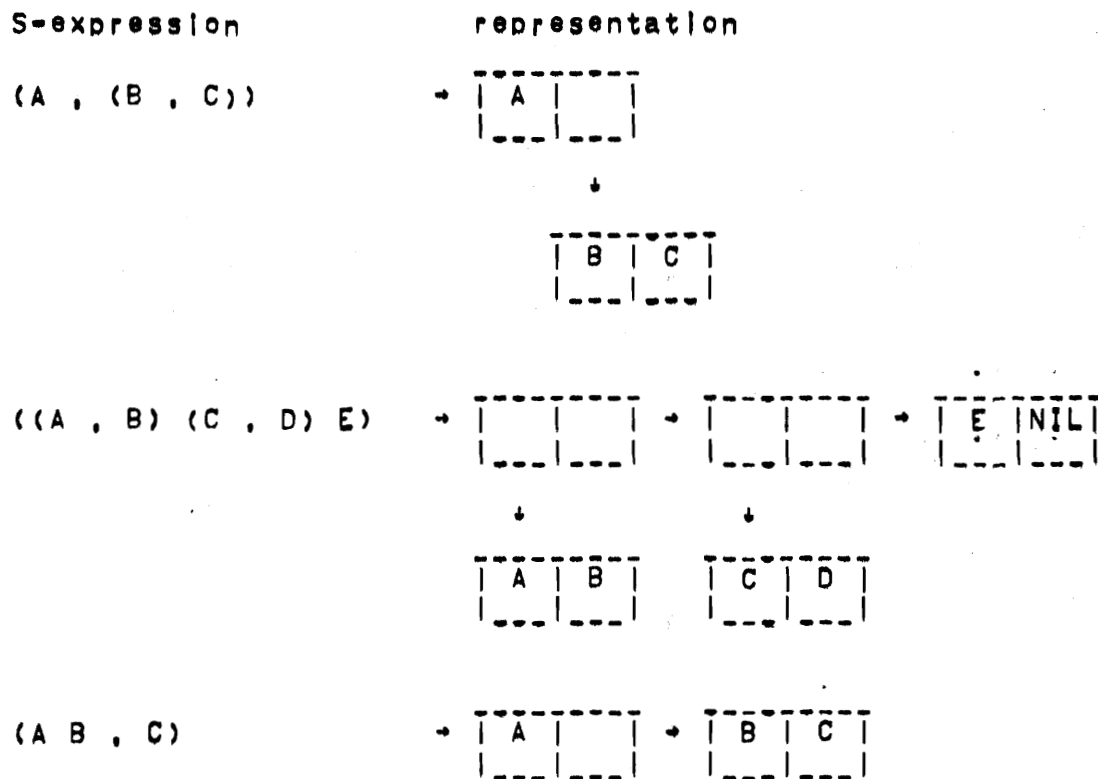 S-expression representation
(A . (B . C)) → | A | |
↓
| B | C |
((A . B) (C . D) E) → | | | → | | | → | E | NIL |
↓ ↓
| A | B | | C | D |
(A B . C) → | A | | → | B | C |